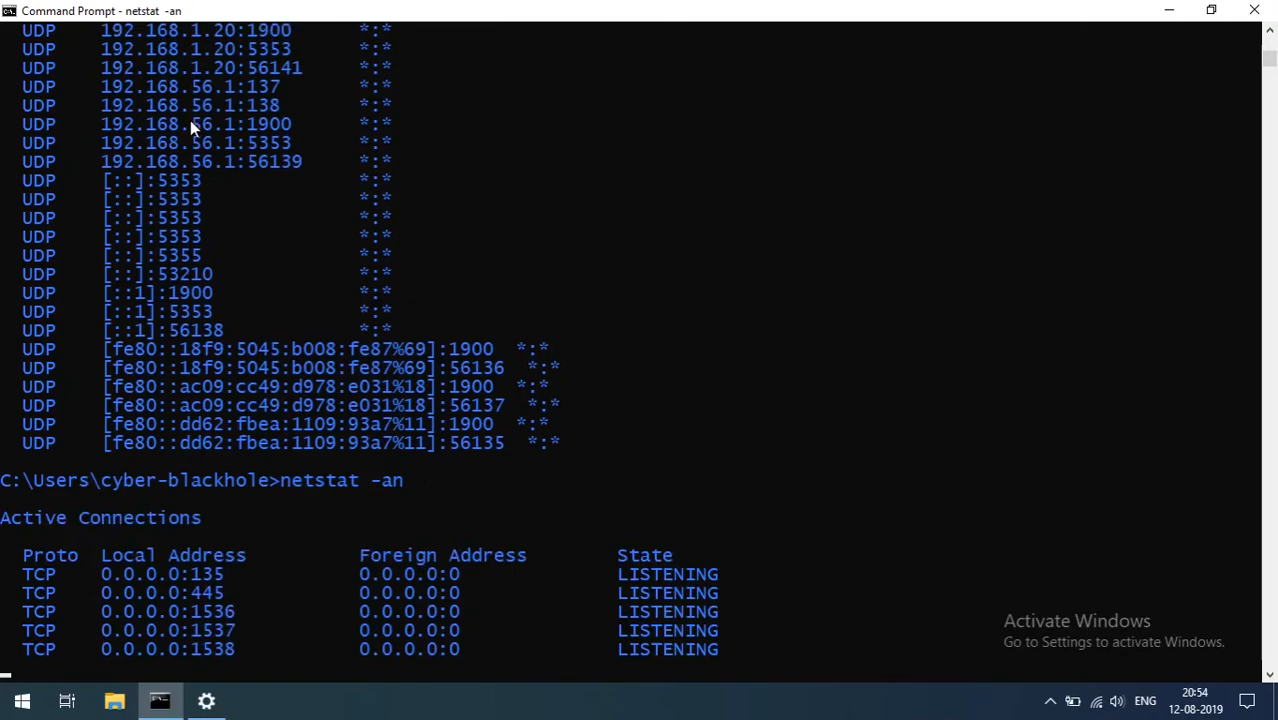 Command Prompt - netstat -an
UDP 192.168.1.20:1900 *:*
UDP 192.168.1.20:5353 *:*
UDP 192.168.1.20:56141 *:*
UDP 192.168.56.1:137 *:*
UDP 192.168.56.1:138 *:*
UDP 192.168.56.1:1900 *:*
UDP 192.168.56.1:5353 *:*
UDP 192.168.56.1:56139 *:*
UDP [::]:5353 *:*
UDP [::]:5353 *:*
UDP [::]:5353 *:*
UDP [::]:5353 *:*
UDP [::]:5355 *:*
UDP [::]:53210 *:*
UDP [::1]:1900 *:*
UDP [::1]:5353 *:*
UDP [::1]:56138 *:*
UDP [fe80::18f9:5045:b008:fe87%69]:1900 *:*
UDP [fe80::18f9:5045:b008:fe87%69]:56136 *:*
UDP [fe80::ac09:cc49:d978:e031%18]:1900 *:*
UDP [fe80::ac09:cc49:d978:e031%18]:56137 *:*
UDP [fe80::dd62:fbea:1109:93a7%11]:1900 *:*
UDP [fe80::dd62:fbea:1109:93a7%11]:56135 *:*
C:\Users\cyber-blackhole>netstat -an
Active Connections
Proto Local Address Foreign Address State
TCP 0.0.0.0:135 0.0.0.0:0 LISTENING
TCP 0.0.0.0:445 0.0.0.0:0 LISTENING
TCP 0.0.0.0:1536 0.0.0.0:0 LISTENING
TCP 0.0.0.0:1537 0.0.0.0:0 LISTENING
TCP 0.0.0.0:1538 0.0.0.0:0 LISTENING
Activate Windows
Go to Settings to activate Windows.
ENG
20:54
12-08-2019